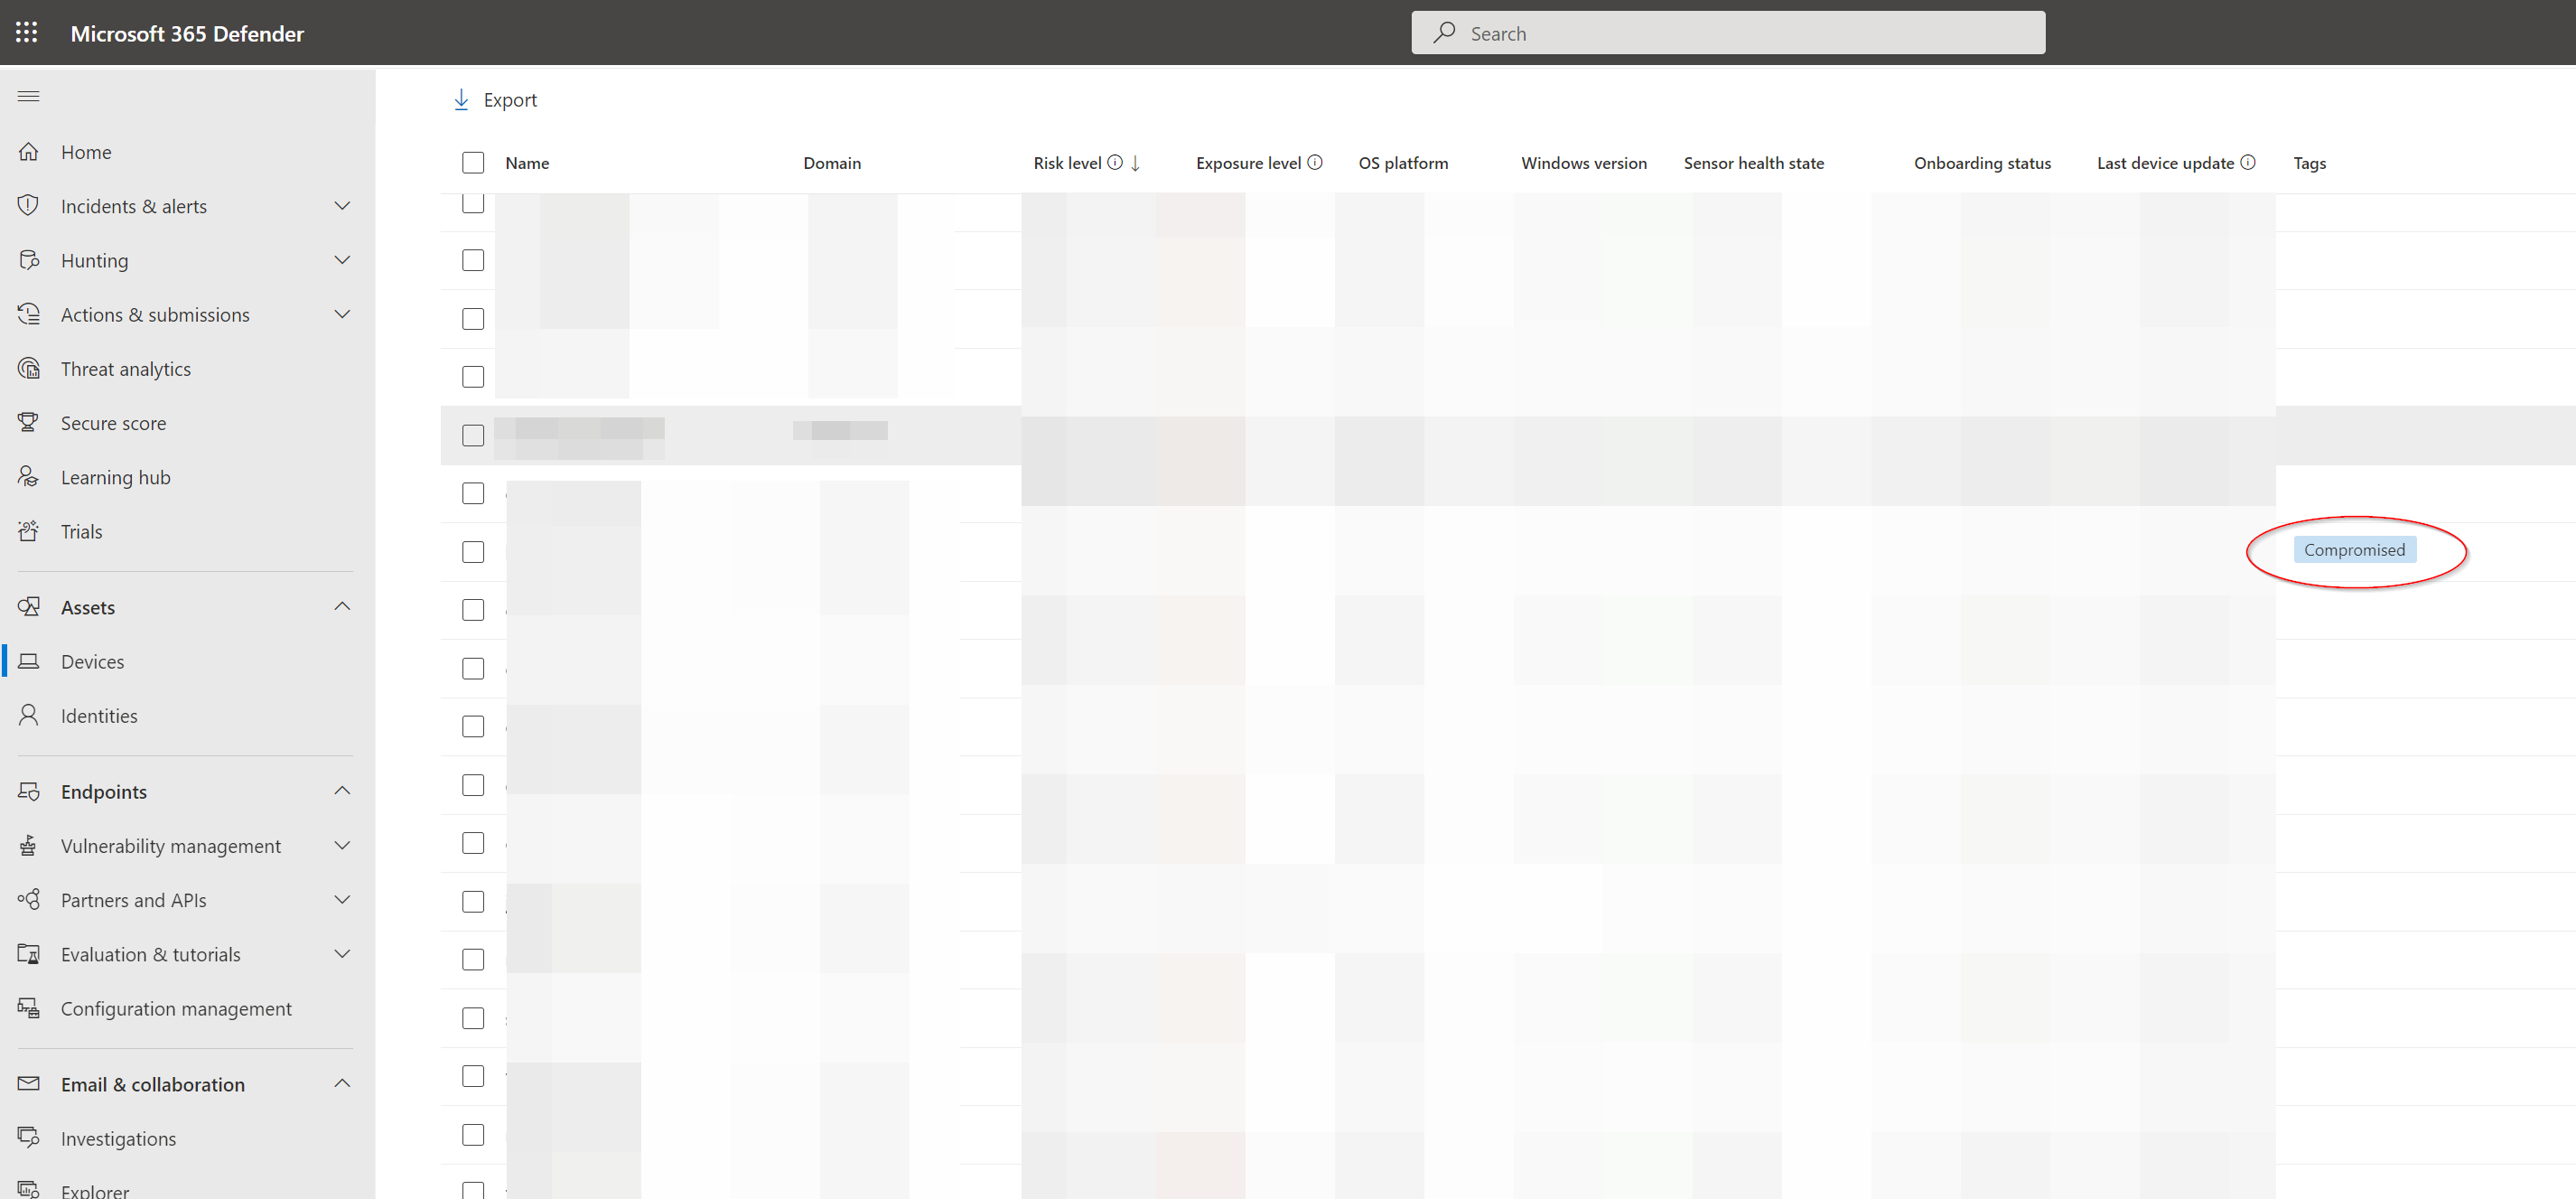 Microsoft 365 Defender
Search
Export
Name Domain Risk level Exposure level OS platform Windows version Sensor health state Onboarding status Last device update Tags
Home
Incidents & alerts
Hunting
Actions & submissions
Threat analytics
Secure score
Learning hub
Trials
Assets
Devices
Identities
Endpoints
Vulnerability management
Partners and APIs
Evaluation & tutorials
Configuration management
Email & collaboration
Investigations
Explorer
Compromised